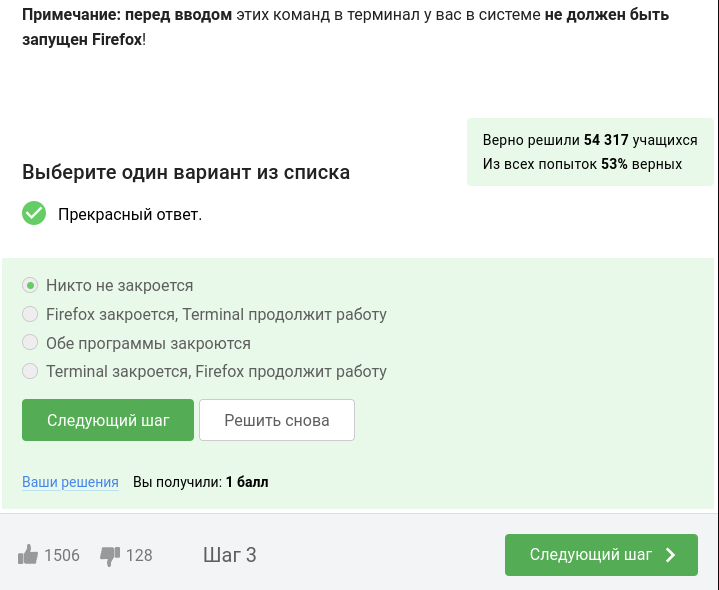 Примечание: перед вводом этих команд в терминал у вас в системе не должен быть
запущен Firefox!
Верно решили 54 317 учащихся
Из всех попыток 53% верных
Выберите один вариант из списка
Прекрасный ответ.
Никто не закроется
Firefox закроется, Terminal продолжит работу
Обе программы закроются
Terminal закроется, Firefox продолжит работу
Следующий шаг
Решить снова
Ваши решения Вы получили: 1 балл
1506 128 Шаг 3 Следующий шаг